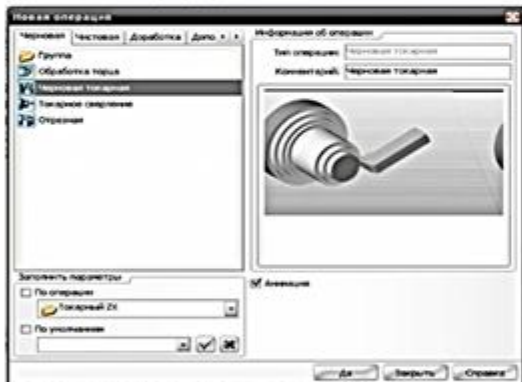 Новая операция
Черновая Чистовая Доработка Допо
Группа
Обработка торца
Черновая токарная
Токарное сверление
Отрезная
Заполнить параметры
По операции
Токарный ZX
По умолчанию
Информация об операции
Тип операции: Черновая токарная
Комментарий: Черновая токарная
Анимация
Да Закрыть Справка